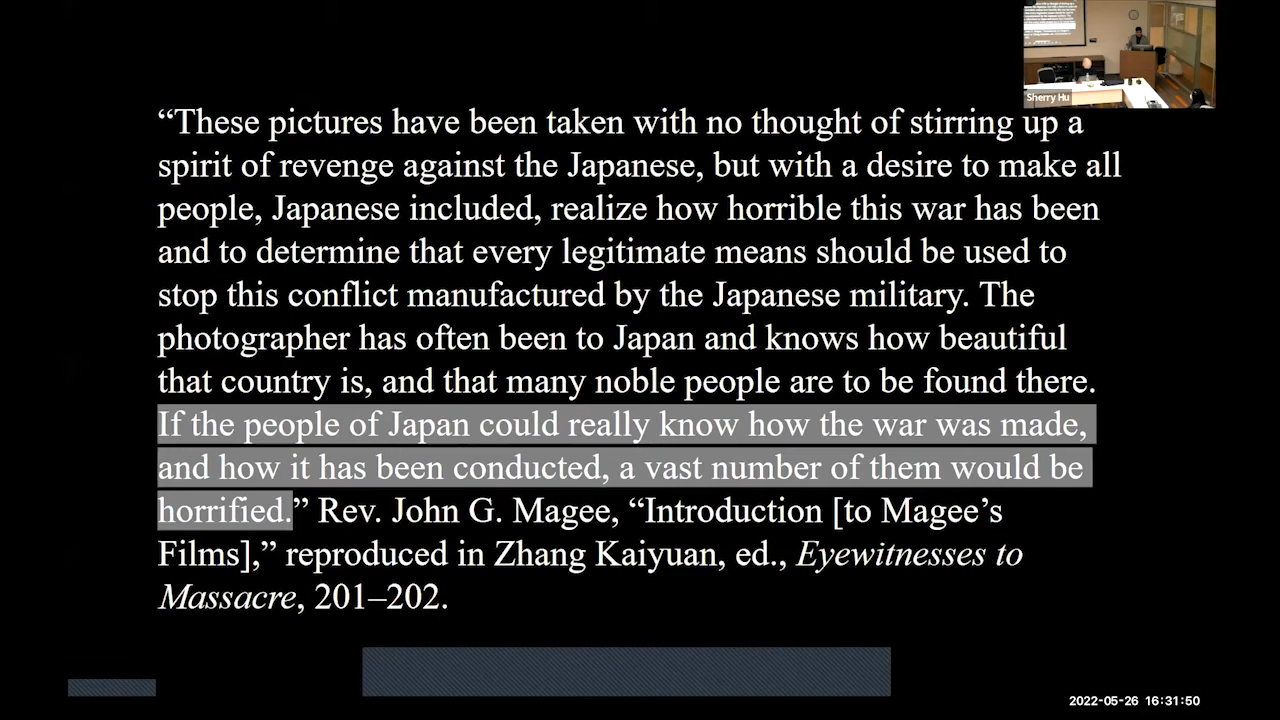 Sherry Hu
“These pictures have been taken with no thought of stirring up a
spirit of revenge against the Japanese, but with a desire to make all
people, Japanese included, realize how horrible this war has been
and to determine that every legitimate means should be used to
stop this conflict manufactured by the Japanese military. The
photographer has often been to Japan and knows how beautiful
that country is, and that many noble people are to be found there.
If the people of Japan could really know how the war was made,
and how it has been conducted, a vast number of them would be
horrified.” Rev. John G. Magee, “Introduction [to Magee’s
Films],” reproduced in Zhang Kaiyuan, ed., Eyewitnesses to
Massacre, 201–202.
2022-05-26 16:31:50